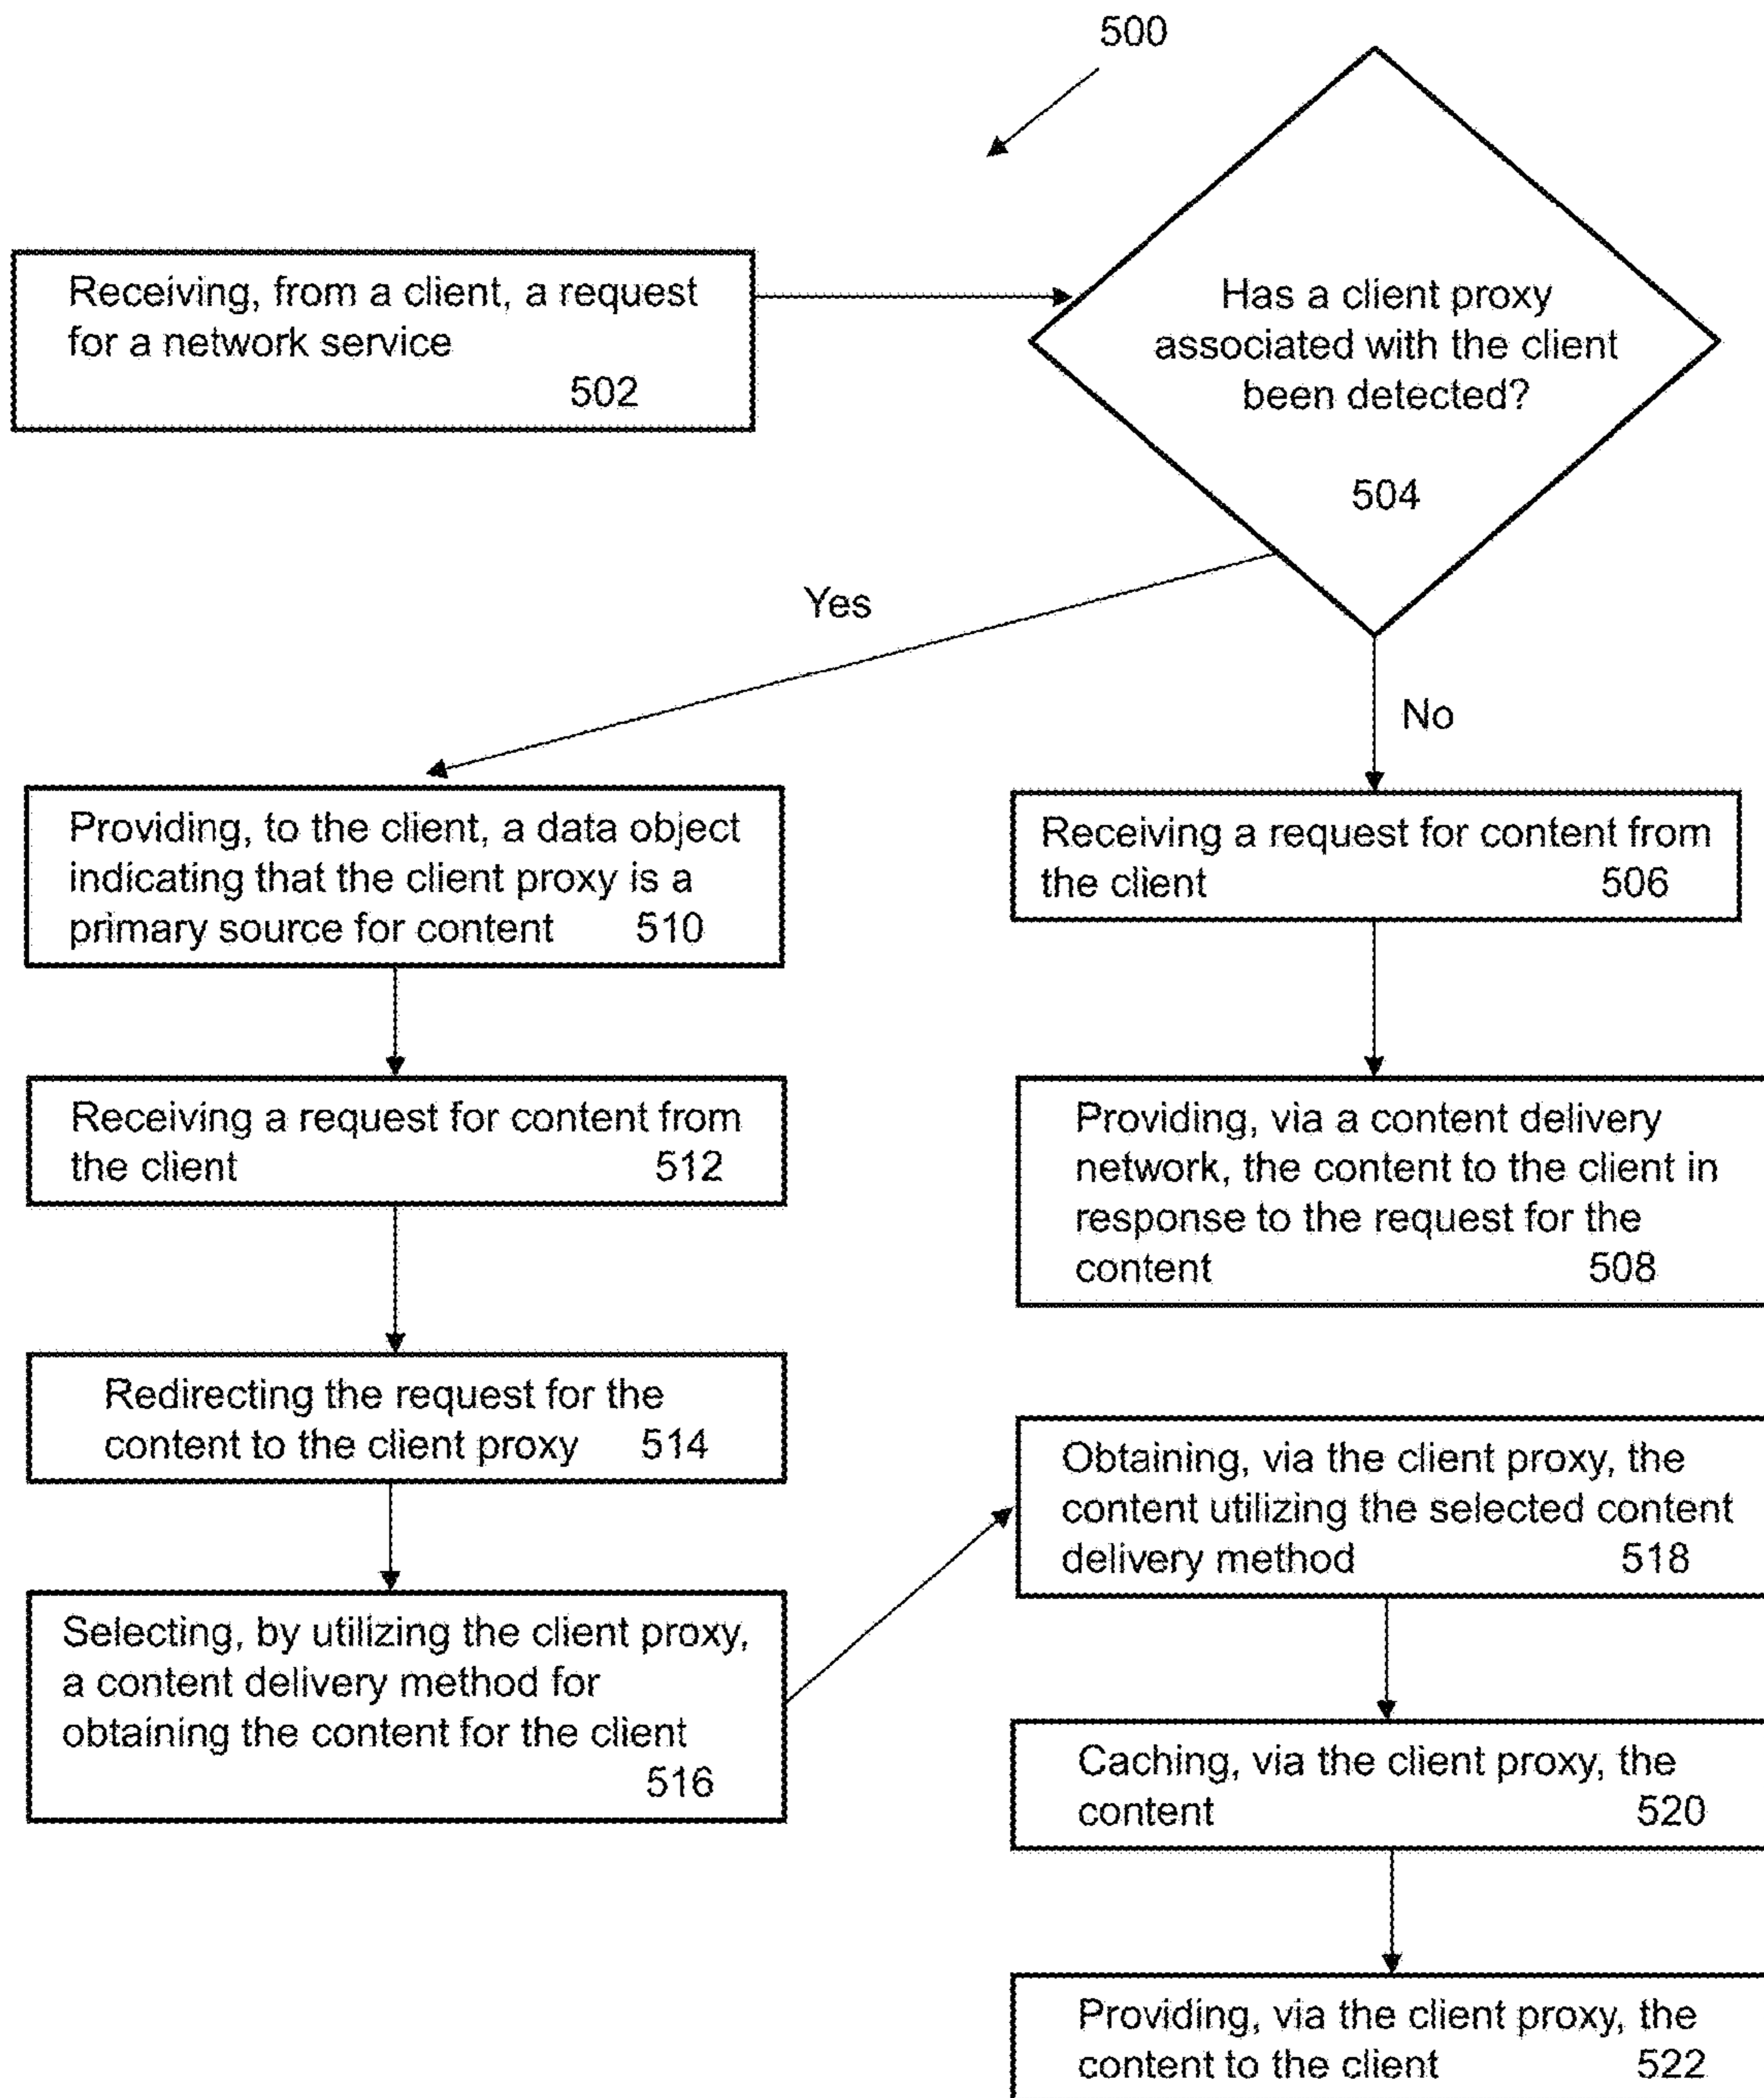 500
Receiving, from a client, a request
for a network service
502
Has a client proxy
associated with the client
been detected?
504
Yes
No
Providing, to the client, a data object
indicating that the client proxy is a
primary source for content 510
Receiving a request for content from
the client 506
Receiving a request for content from
the client 512
Providing, via a content delivery
network, the content to the client in
response to the request for the
content 508
Redirecting the request for the
content to the client proxy 514
Selecting, by utilizing the client proxy,
a content delivery method for
obtaining the content for the client
516
Obtaining, via the client proxy, the
content utilizing the selected content
delivery method 518
Caching, via the client proxy, the
content 520
Providing, via the client proxy, the
content to the client 522